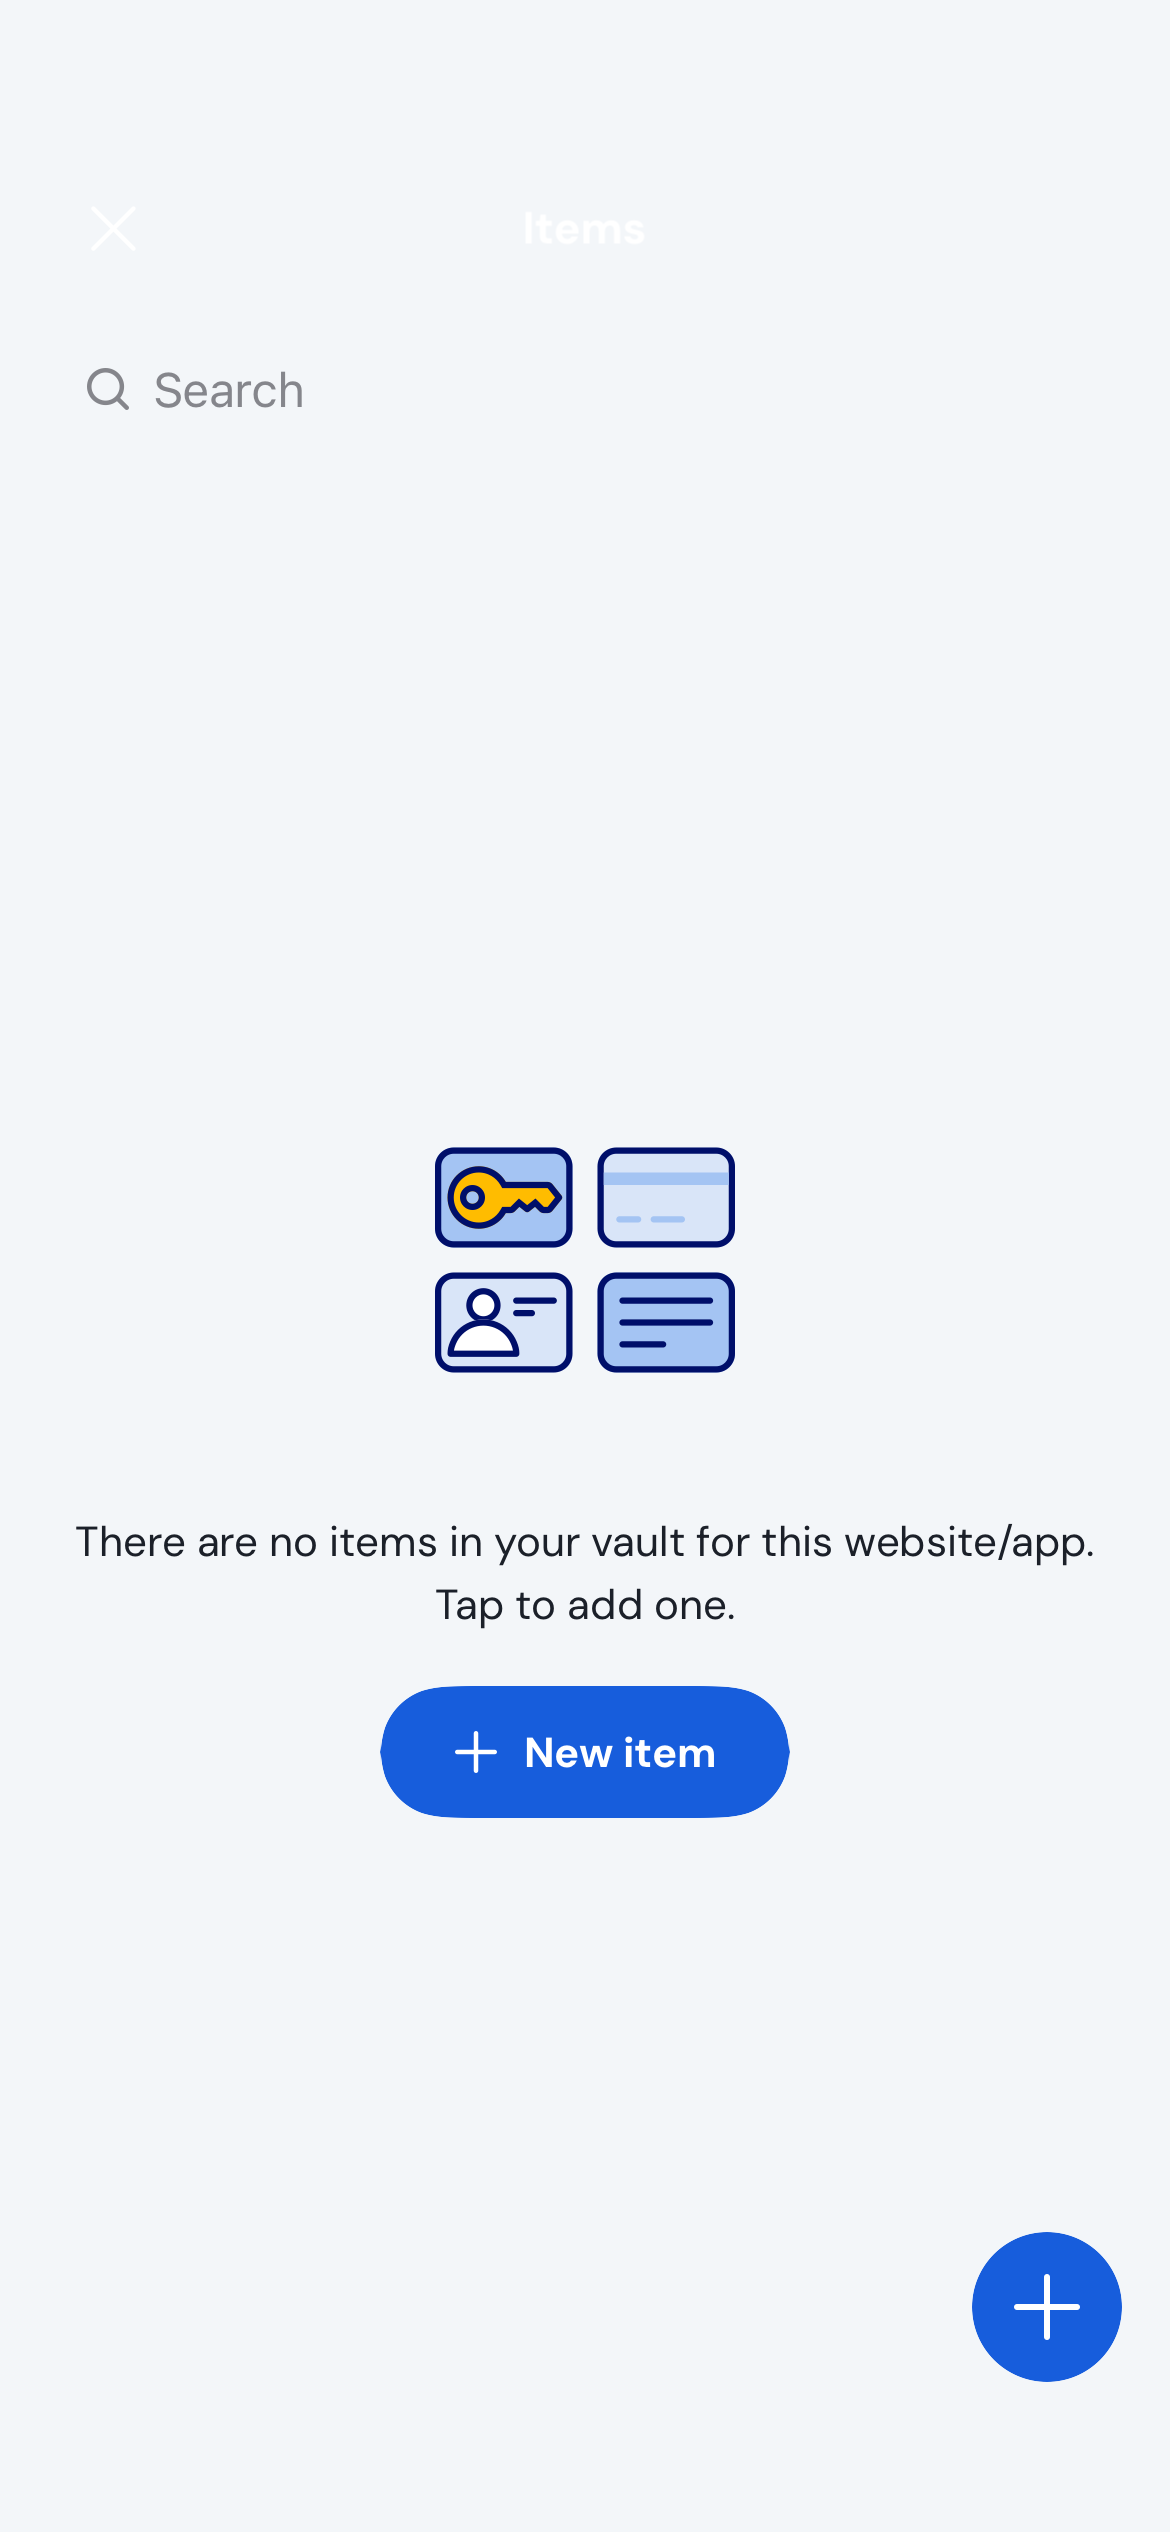 Items
Search
There are no items in your vault for this website/app.
Tap to add one.
New item